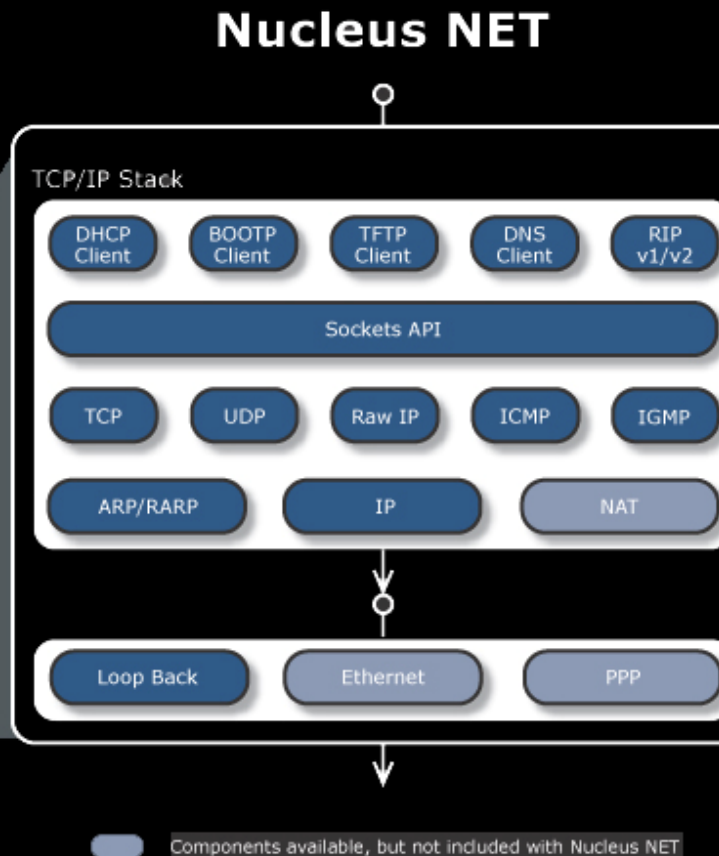 Nucleus NET
TCP/IP Stack
DHCP
Client
BOOTP
Client
TFTP
Client
DNS
Client
RIP
v1/v2
Sockets API
TCP
UDP
Raw IP
ICMP
IGMP
ARP/RARP
IP
NAT
Loop Back
Ethernet
PPP
Components available, but not included with Nucleus NET